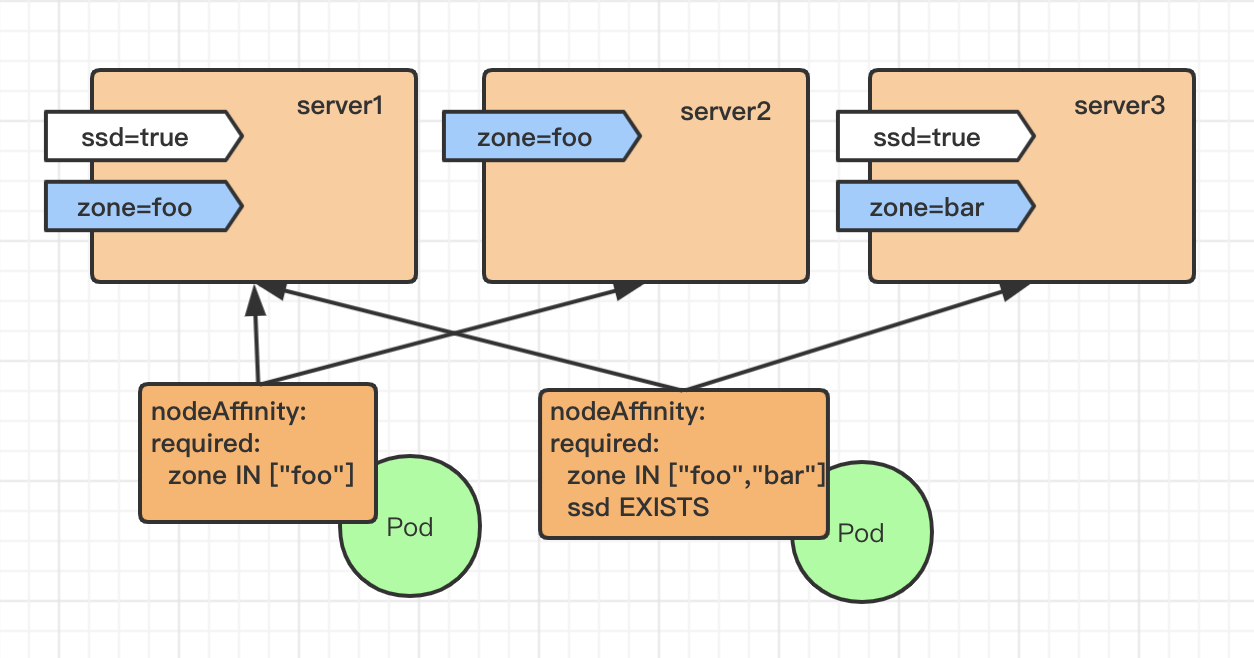 server1
ssd=true
zone=foo
server2
zone=foo
server3
ssd=true
zone=bar
nodeAffinity:
required:
zone IN ["foo"]
Pod
nodeAffinity:
required:
zone IN ["foo","bar"]
ssd EXISTS
Pod